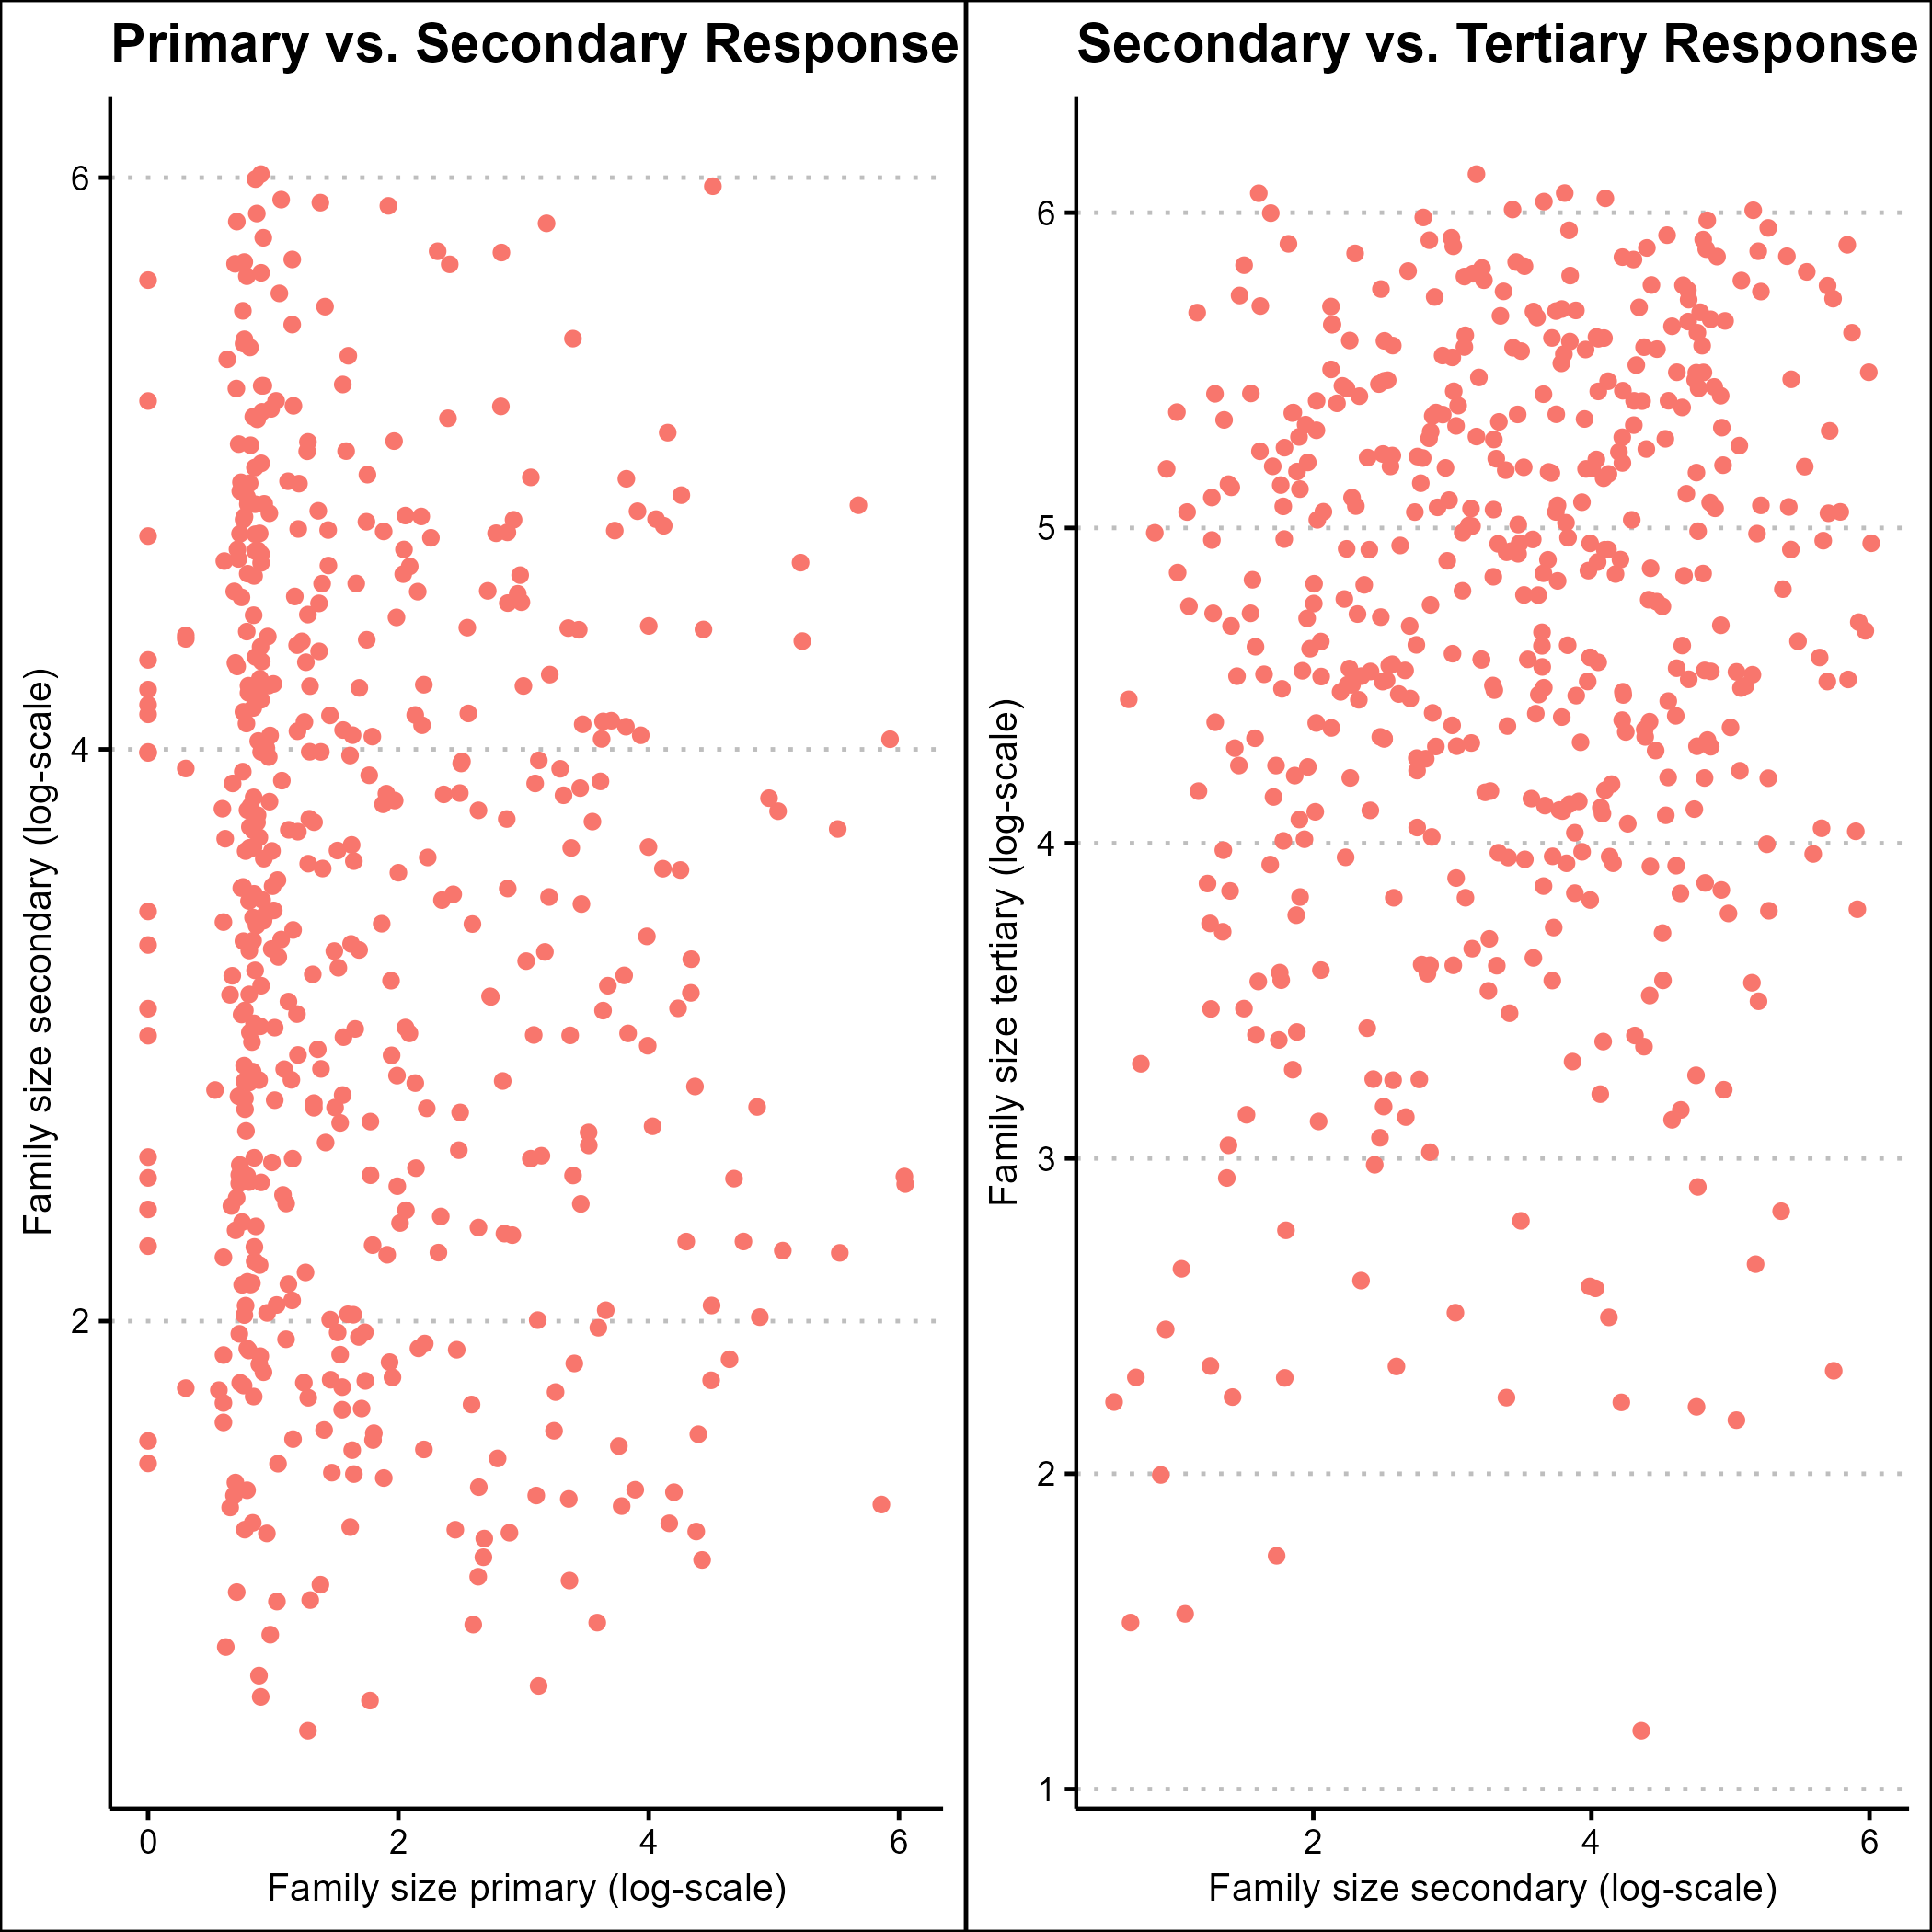 Primary vs. Secondary Response
Family size secondary (log-scale)
6
4
2
0 2 4 6
Family size primary (log-scale)
Secondary vs. Tertiary Response
Family size tertiary (log-scale)
6
5
4
3
2
1
2 4 6
Family size secondary (log-scale)